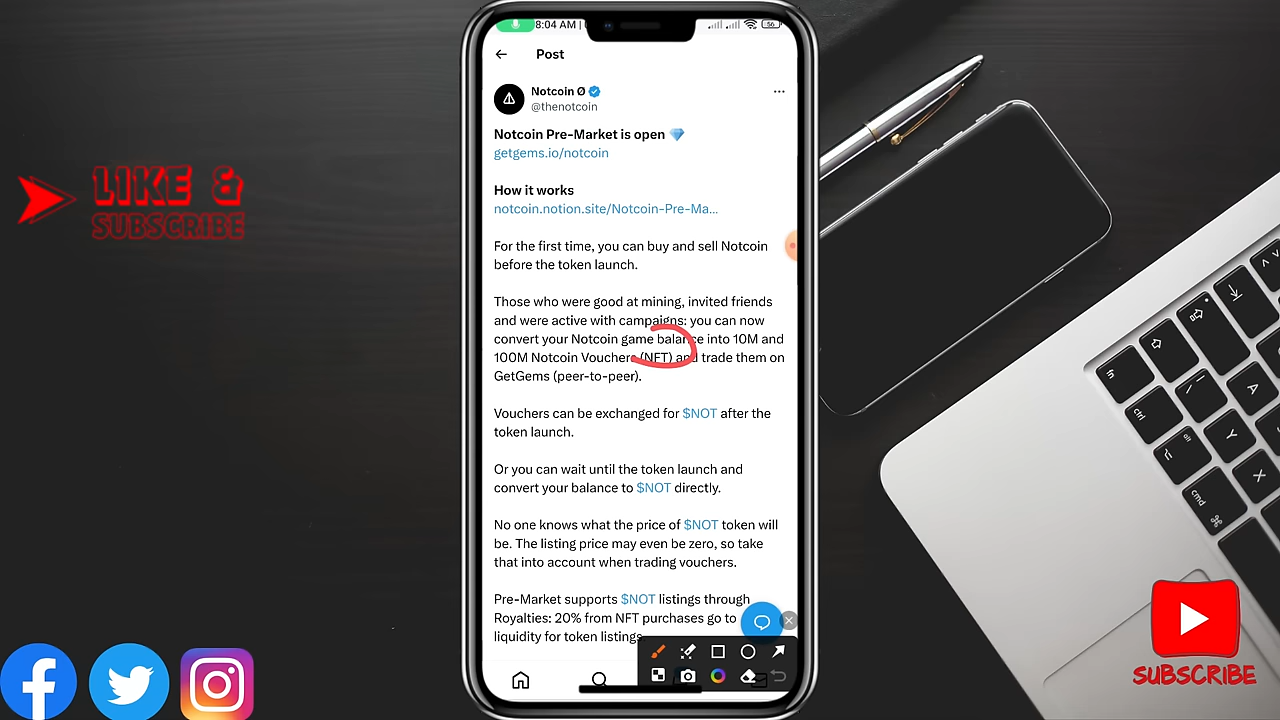 8:04 AM |
56
Post
Notcoin Ø
@thenotcoin
Notcoin Pre-Market is open 💎
getgems.io/notcoin
How it works
notcoin.notion.site/Notcoin-Pre-Ma...
For the first time, you can buy and sell Notcoin
before the token launch.
Those who were good at mining, invited friends
and were active with campaigns: you can now
convert your Notcoin game balance into 10M and
100M Notcoin Vouchers (NFT) and trade them on
GetGems (peer-to-peer).
Vouchers can be exchanged for $NOT after the
token launch.
Or you can wait until the token launch and
convert your balance to $NOT directly.
No one knows what the price of $NOT token will
be. The listing price may even be zero, so take
that into account when trading vouchers.
Pre-Market supports $NOT listings through
Royalties: 20% from NFT purchases go to
liquidity for token listings.
LIKE &
SUBSCRIBE
SUBSCRIBE
fn
ctrl
alt
cmd
A
Y
X